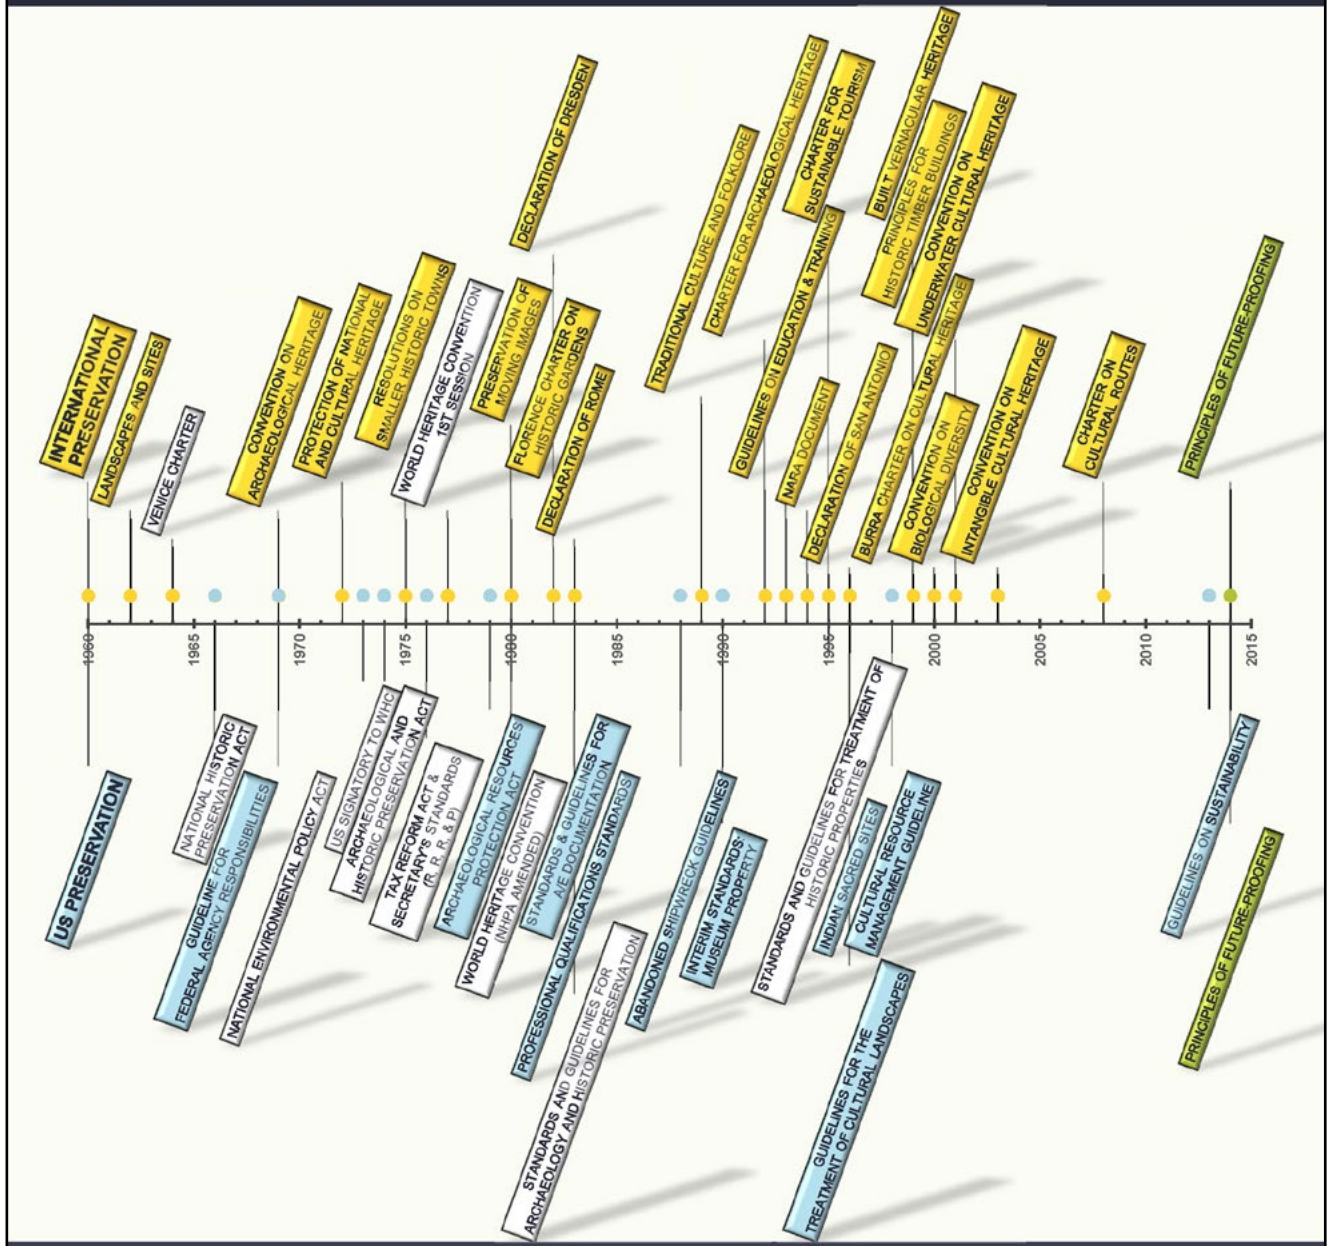 INTERNATIONAL
PRESERVATION
LANDSCAPES AND SITES
VENICE CHARTER
CONVENTION ON
ARCHAEOLOGICAL HERITAGE
PROTECTION OF NATIONAL
AND CULTURAL HERITAGE
RESOLUTIONS ON
SMALLER HISTORIC TOWNS
WORLD HERITAGE CONVENTION
1ST SESSION
PRESERVATION OF
MOVING IMAGES
DECLARATION OF DRESDEN
FLORENCE CHARTER ON
HISTORIC GARDENS
DECLARATION OF ROME
TRADITIONAL CULTURE AND FOLKLORE
CHARTER FOR ARCHAEOLOGICAL HERITAGE
GUIDELINES ON EDUCATION & TRAINING
CHARTER FOR
SUSTAINABLE TOURISM
NARA DOCUMENT
DECLARATION OF SAN ANTONIO
BUILT VERNACULAR HERITAGE
PRINCIPLES FOR
HISTORIC TIMBER BUILDINGS
CONVENTION ON
UNDERWATER CULTURAL HERITAGE
BURRA CHARTER ON CULTURAL HERITAGE
CONVENTION ON
BIOLOGICAL DIVERSITY
CONVENTION ON
INTANGIBLE CULTURAL HERITAGE
CHARTER ON
CULTURAL ROUTES
PRINCIPLES OF FUTURE-PROOFING
1960
1965
1970
1975
1980
1985
1990
1995
2000
2005
2010
2015
US PRESERVATION
NATIONAL HISTORIC
PRESERVATION ACT
GUIDELINE FOR
FEDERAL AGENCY RESPONSIBILITIES
NATIONAL ENVIRONMENTAL POLICY ACT
US SIGNATORY TO WHC
ARCHAEOLOGICAL AND
HISTORIC PRESERVATION ACT
TAX REFORM ACT &
SECRETARY'S STANDARDS
(R, R, R, & P)
ARCHAEOLOGICAL RESOURCES
PROTECTION ACT
WORLD HERITAGE CONVENTION
(NHPA AMENDED)
STANDARDS & GUIDELINES FOR
A/E DOCUMENTATION
PROFESSIONAL QUALIFICATIONS STANDARDS
STANDARDS AND GUIDELINES FOR
ARCHAEOLOGY AND HISTORIC PRESERVATION
ABANDONED SHIPWRECK GUIDELINES
INTERIM STANDARDS:
MUSEUM PROPERTY
STANDARDS AND GUIDELINES FOR TREATMENT OF
HISTORIC PROPERTIES
INDIAN SACRED SITES
CULTURAL RESOURCE
MANAGEMENT GUIDELINE
GUIDELINES FOR THE
TREATMENT OF CULTURAL LANDSCAPES
GUIDELINES ON SUSTAINABILITY
PRINCIPLES OF FUTURE-PROOFING